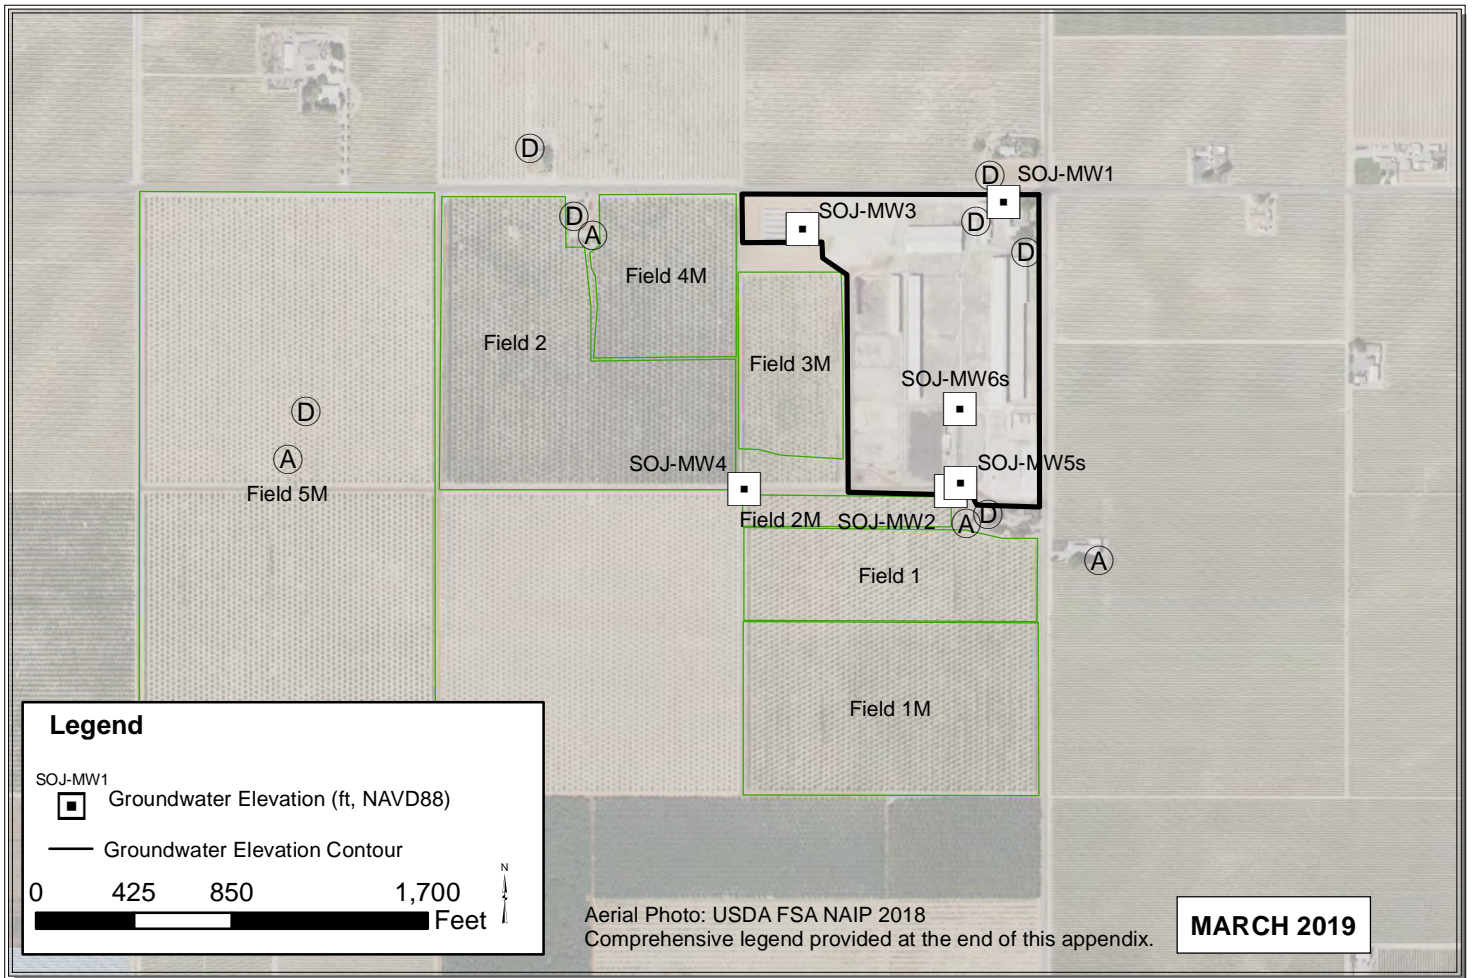 D
D
SOJ-MW1
D
A
SOJ-MW3
D
D
Field 4M
Field 2
Field 3M
SOJ-MW6s
D
A
Field 5M
SOJ-MW4
SOJ-MW5s
Field 2M
SOJ-MW2
A
D
A
Field 1
Field 1M
Legend
SOJ-MW1
Groundwater Elevation (ft, NAVD88)
Groundwater Elevation Contour
0 425 850 1,700
Feet
N
Aerial Photo: USDA FSA NAIP 2018
Comprehensive legend provided at the end of this appendix.
MARCH 2019